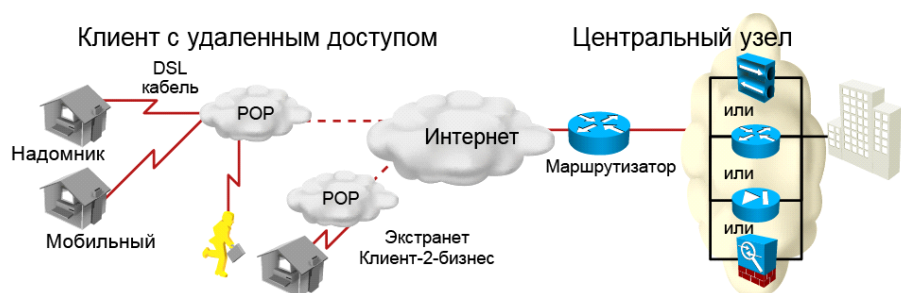 Клиент с удаленным доступом
Центральный узел
DSL
кабель
POP
Надомник
Мобильный
Интернет
POP
Экстранет
Клиент-2-бизнес
Маршрутизатор
или
или
или